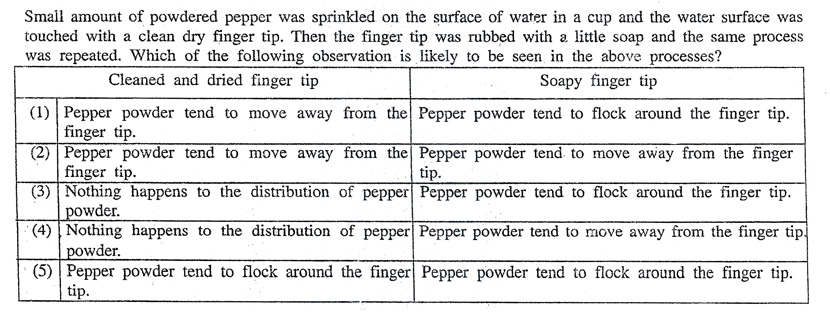 Small amount of powdered pepper was sprinkled on the surface of water in a cup and the water surface was
touched with a clean dry finger tip. Then the finger tip was rubbed with a little soap and the same process
was repeated. Which of the following observation is likely to be seen in the above processes?
Cleaned and dried finger tip Soapy finger tip
(1) Pepper powder tend to move away from the finger tip. Pepper powder tend to flock around the finger tip.
(2) Pepper powder tend to move away from the finger tip. Pepper powder tend to move away from the finger tip.
(3) Nothing happens to the distribution of pepper powder. Pepper powder tend to flock around the finger tip.
(4) Nothing happens to the distribution of pepper powder. Pepper powder tend to move away from the finger tip.
(5) Pepper powder tend to flock around the finger tip. Pepper powder tend to flock around the finger tip.